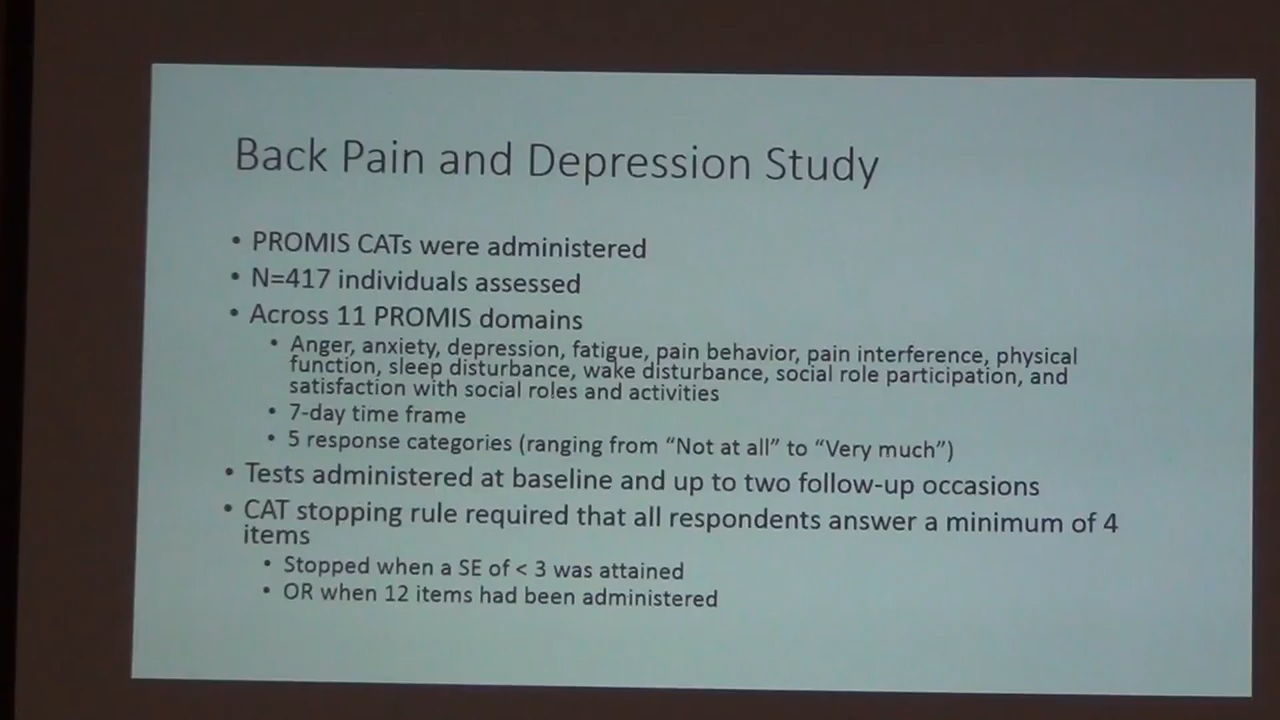 Back Pain and Depression Study
• PROMIS CATs were administered
• N=417 individuals assessed
• Across 11 PROMIS domains
• Anger, anxiety, depression, fatigue, pain behavior, pain interference, physical
function, sleep disturbance, wake disturbance, social role participation, and
satisfaction with social roles and activities
• 7-day time frame
• 5 response categories (ranging from “Not at all” to “Very much”)
• Tests administered at baseline and up to two follow-up occasions
• CAT stopping rule required that all respondents answer a minimum of 4
items
• Stopped when a SE of < 3 was attained
• OR when 12 items had been administered